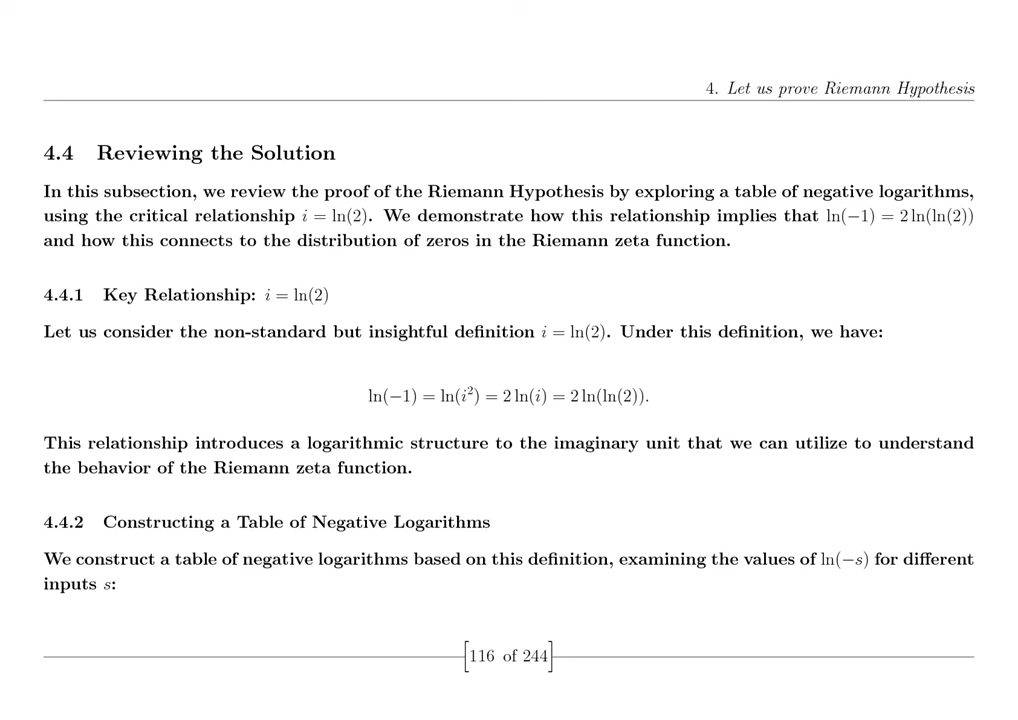 4. Let us prove Riemann Hypothesis
4.4 Reviewing the Solution
In this subsection, we review the proof of the Riemann Hypothesis by exploring a table of negative logarithms,
using the critical relationship i = ln(2). We demonstrate how this relationship implies that ln(−1) = 2 ln(ln(2))
and how this connects to the distribution of zeros in the Riemann zeta function.
4.4.1 Key Relationship: i = ln(2)
Let us consider the non-standard but insightful definition i = ln(2). Under this definition, we have:
ln(−1) = ln(i²) = 2 ln(i) = 2 ln(ln(2)).
This relationship introduces a logarithmic structure to the imaginary unit that we can utilize to understand
the behavior of the Riemann zeta function.
4.4.2 Constructing a Table of Negative Logarithms
We construct a table of negative logarithms based on this definition, examining the values of ln(−s) for different
inputs s:
[116 of 244]